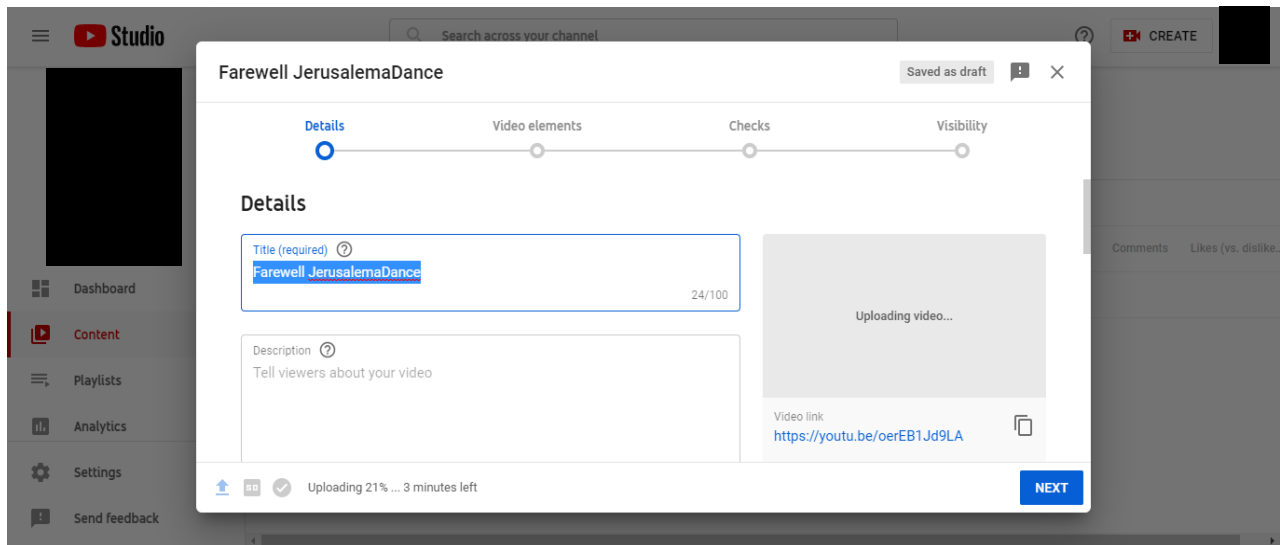 Studio
Search across your channel
CREATE
Farewell JerusalemaDance
Saved as draft
Details
Video elements
Checks
Visibility
Details
Title (required)
Farewell JerusalemaDance
24/100
Uploading video...
Description
Tell viewers about your video
Video link
https://youtu.be/oerEB1Jd9LA
Comments
Likes (vs. dislike..
Dashboard
Content
Playlists
Analytics
Settings
Send feedback
Uploading 21% ... 3 minutes left
NEXT